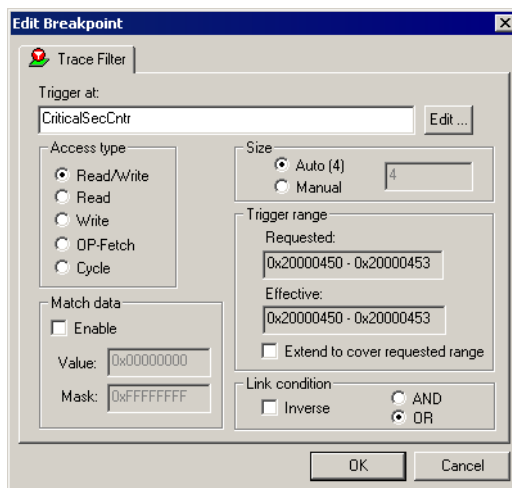 Edit Breakpoint
Trace Filter
Trigger at:
CriticalSecCntr
Edit ...
Access type
Read/Write
Read
Write
OP-Fetch
Cycle
Match data
Enable
Value: 0x00000000
Mask: 0xFFFFFFFF
Size
Auto (4)
4
Manual
Trigger range
Requested:
0x20000450 - 0x20000453
Effective:
0x20000450 - 0x20000453
Extend to cover requested range
Link condition
Inverse
AND
OR
OK
Cancel